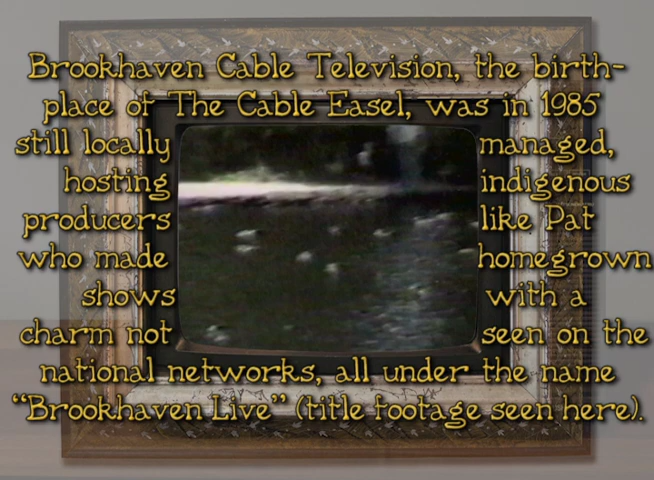 Brookhaven Cable Television, the birth-
place of The Cable Easel, was in 1985
still locally managed,
hosting indigenous
producers like Pat
who made homegrown
shows with a
charm not seen on the
national networks, all under the name
“Brookhaven Live” (title footage seen here).